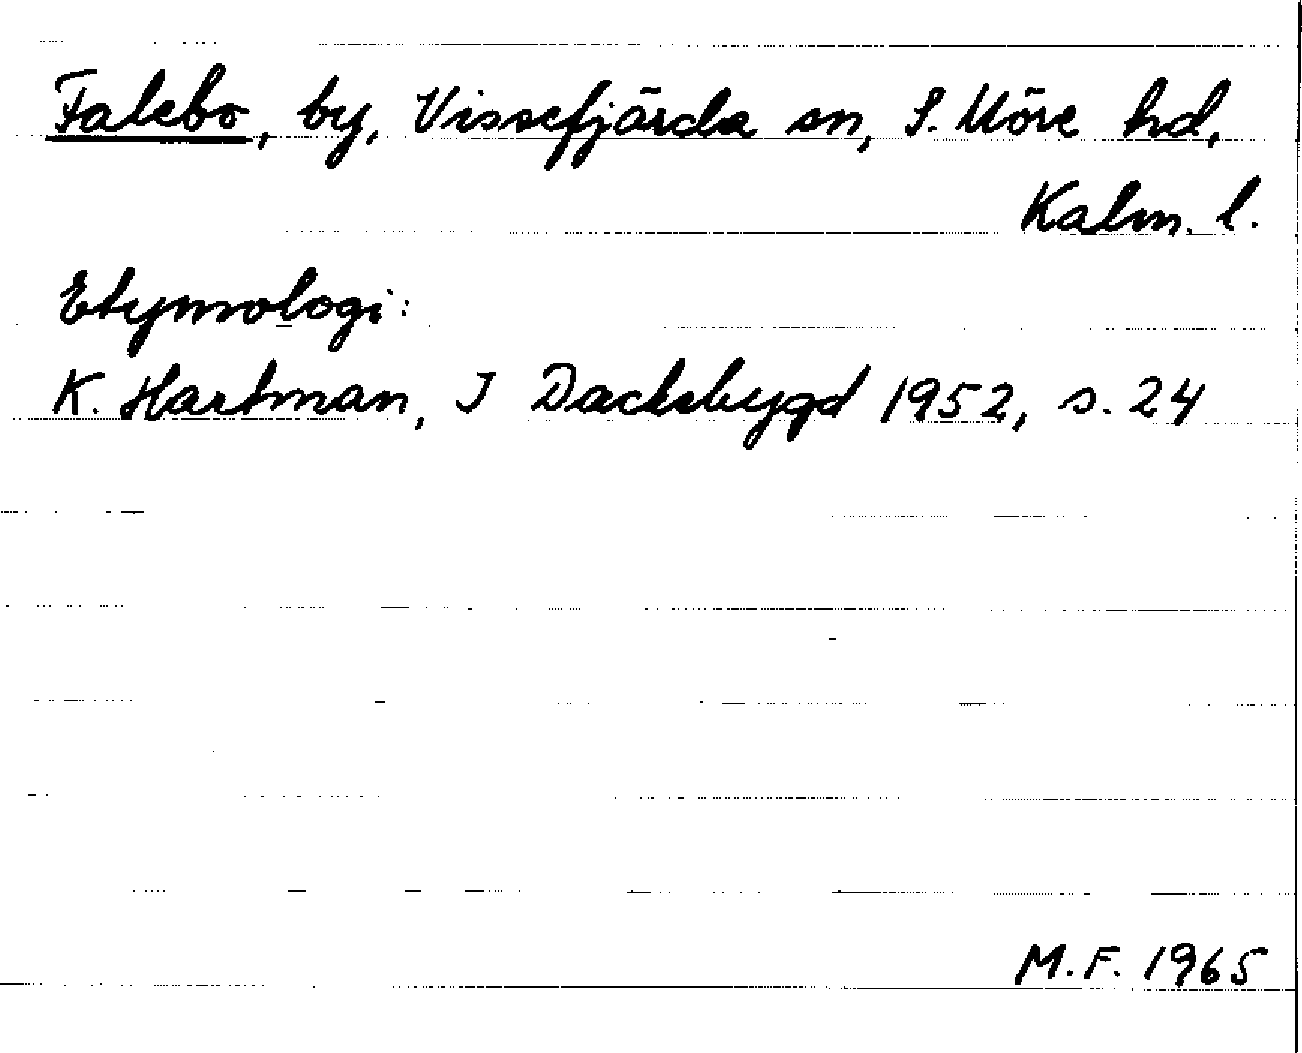 Falebo, by, Vissefjärda sn, S. Möre hd,
Kalm. l.
Etymologi:
K. Hartman, I Dackebygd 1952, s. 24
M.F. 1965